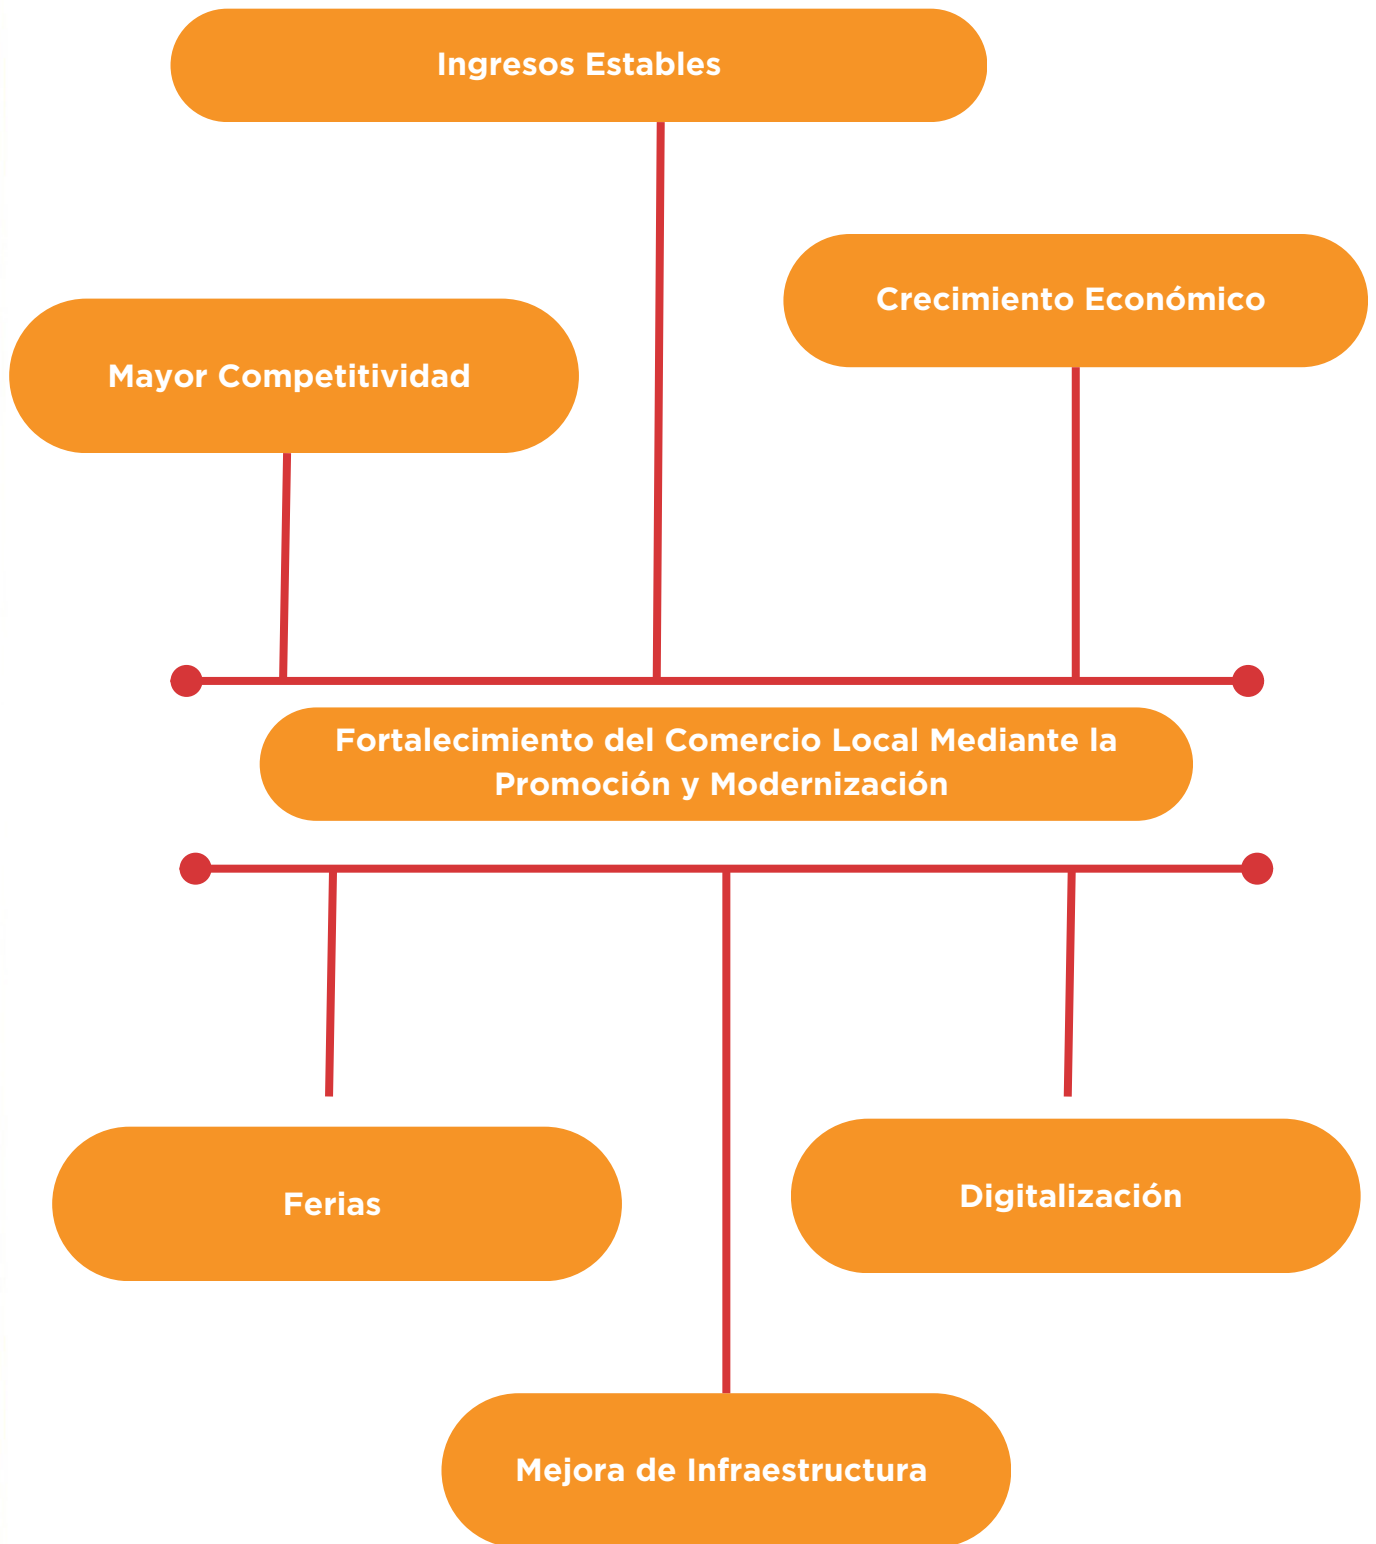 Ingresos Estables
Crecimiento Económico
Mayor Competitividad
Fortalecimiento del Comercio Local Mediante la
Promoción y Modernización
Ferias
Digitalización
Mejora de Infraestructura